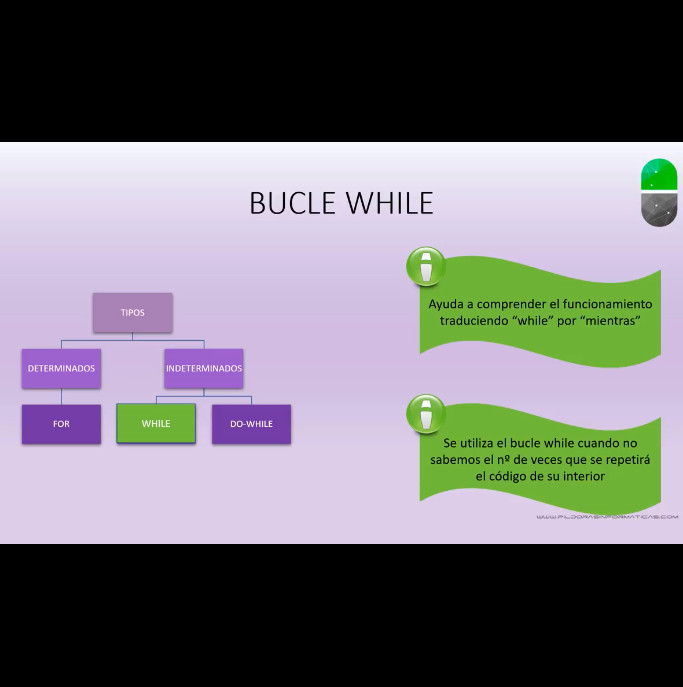 BUCLE WHILE
TIPOS
DETERMINADOS
INDETERMINADOS
FOR
WHILE
DO-WHILE
Ayuda a comprender el funcionamiento
traduciendo “while” por “mientras”
Se utiliza el bucle while cuando no
sabemos el nº de veces que se repetirá
el código de su interior
WWW.PILDORASINFORMATICAS.COM